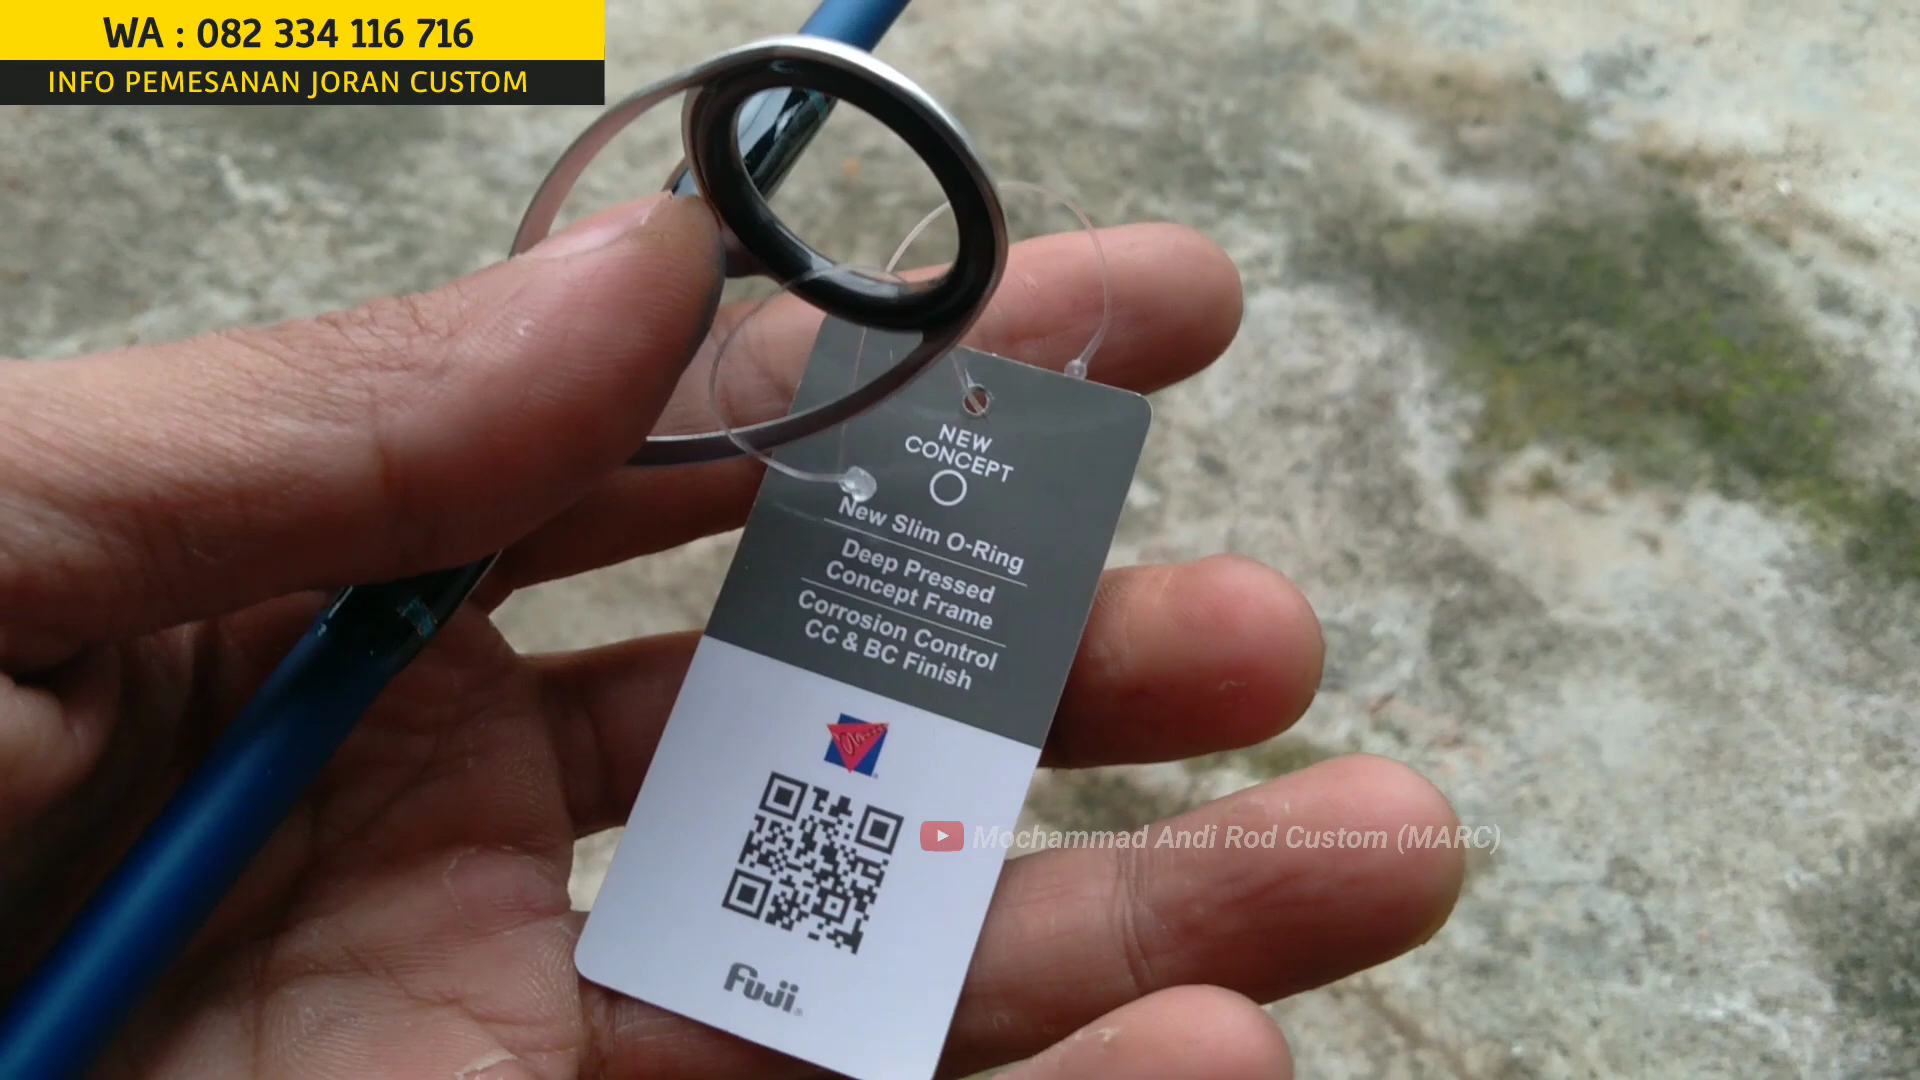 WA : 082 334 116 716
INFO PEMESANAN JORAN CUSTOM
NEW
CONCEPT
O
New Slim O-Ring
Deep Pressed
Concept Frame
Corrosion Control
CC & BC Finish
Mochammad Andi Rod Custom (MARC)
Fuji®